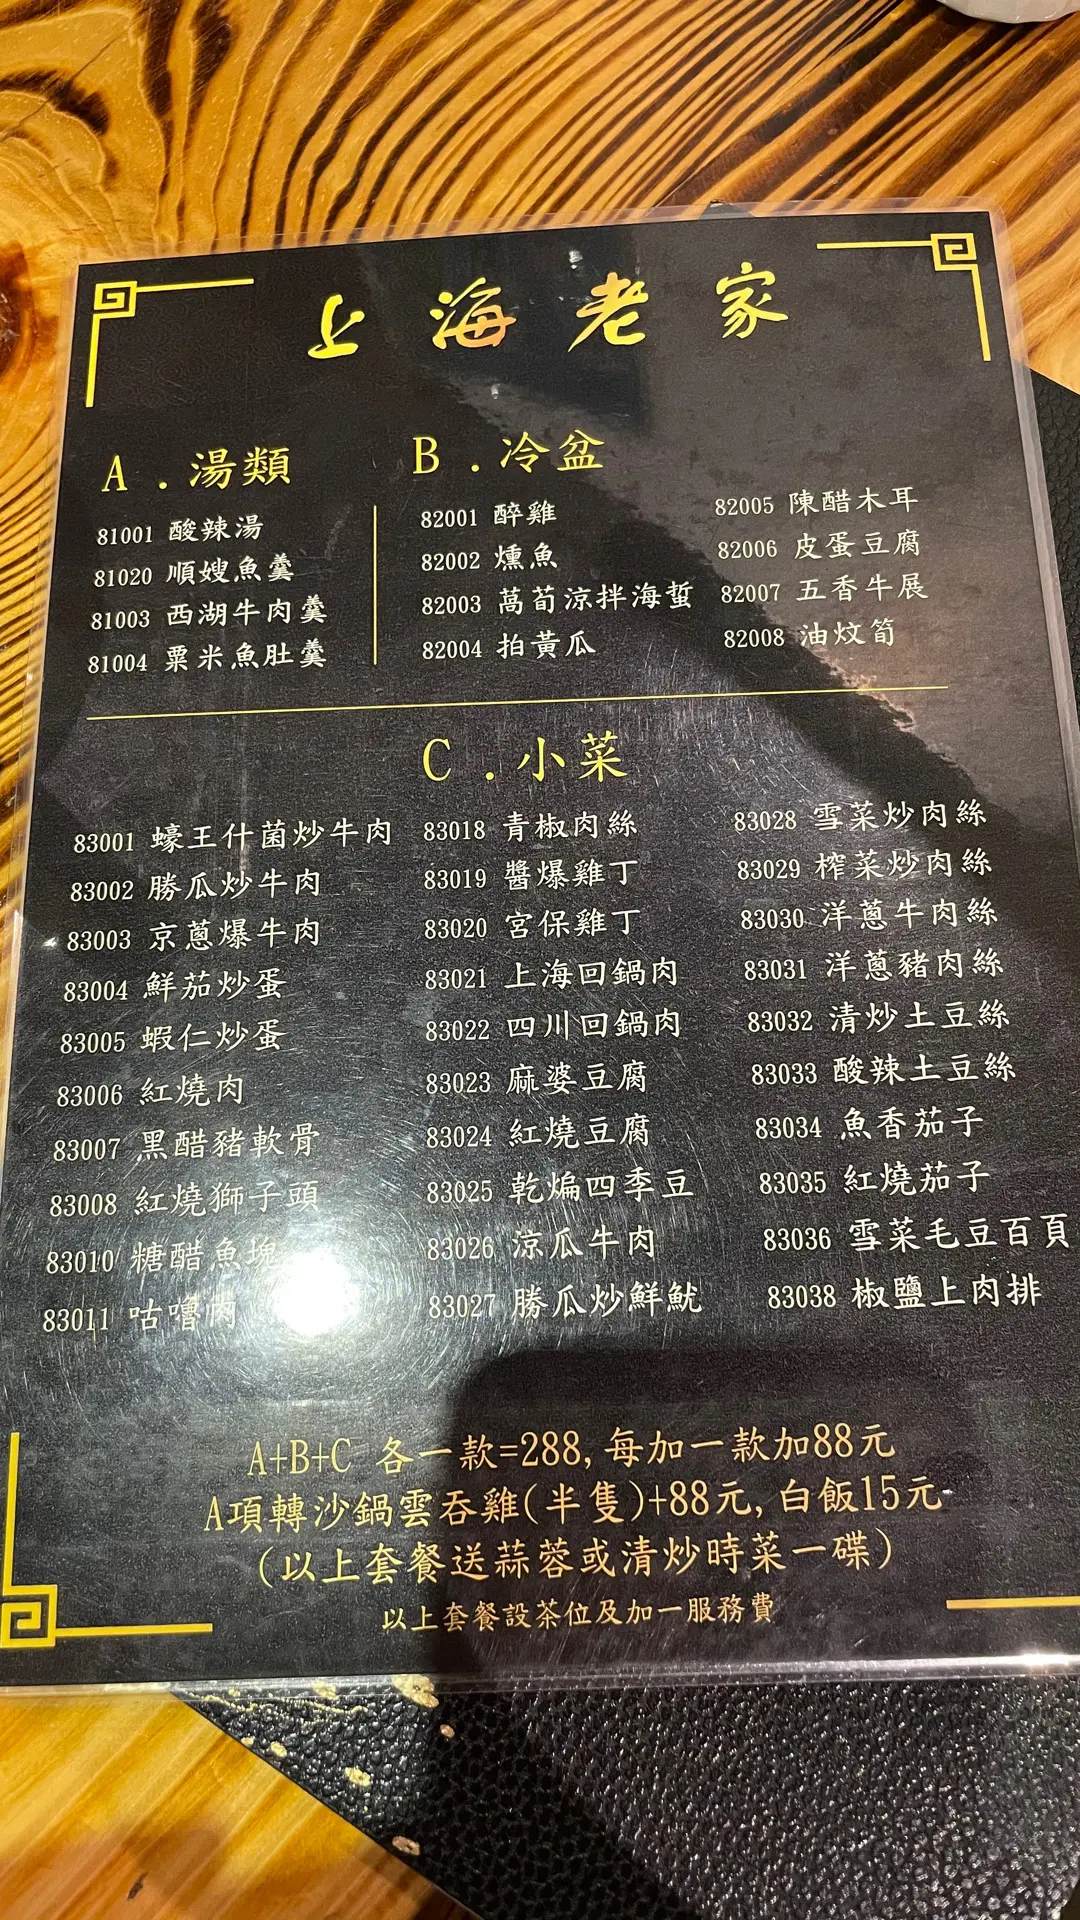 上海老家
A.湯類
81001 酸辣湯
81020 順嫂魚羹
81003 西湖牛肉羹
81004 粟米魚肚羹
B.冷盆
82001 醉雞
82002 燻魚
82003 萵荀涼拌海蜇
82004 拍黃瓜
82005 陳醋木耳
82006 皮蛋豆腐
82007 五香牛展
82008 油炆筍
C.小菜
83001 蠔王什菌炒牛肉
83002 勝瓜炒牛肉
83003 京蔥爆牛肉
83004 鮮茄炒蛋
83005 蝦仁炒蛋
83006 紅燒肉
83007 黑醋豬軟骨
83008 紅燒獅子頭
83010 糖醋魚塊
83011 咕嚕肉
83018 青椒肉絲
83019 醬爆雞丁
83020 宮保雞丁
83021 上海回鍋肉
83022 四川回鍋肉
83023 麻婆豆腐
83024 紅燒豆腐
83025 乾煸四季豆
83026 涼瓜牛肉
83027 勝瓜炒鮮魷
83028 雪菜炒肉絲
83029 榨菜炒肉絲
83030 洋蔥牛肉絲
83031 洋蔥豬肉絲
83032 清炒土豆絲
83033 酸辣土豆絲
83034 魚香茄子
83035 紅燒茄子
83036 雪菜毛豆百頁
83038 椒鹽上肉排
A+B+C 各一款=288,每加一款加88元
A項轉沙鍋雲吞雞(半隻)+88元,白飯15元
(以上套餐送蒜蓉或清炒時菜一碟)
以上套餐設茶位及加一服務費